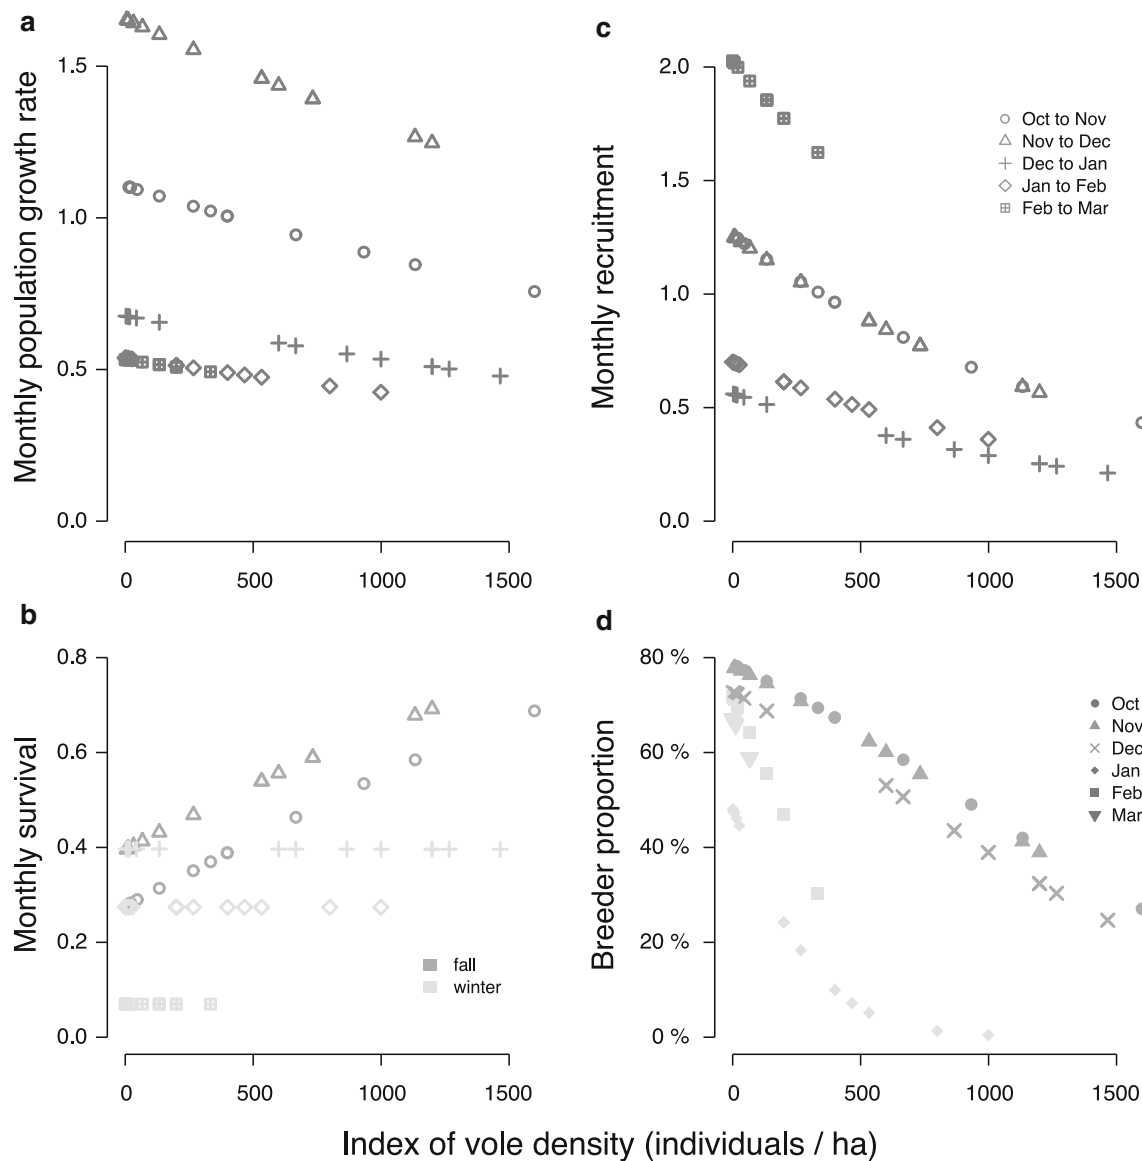 a
Monthly population growth rate
1.5
1.0
0.5
0.0
0
500
1000
1500
c
Monthly recruitment
2.0
1.5
1.0
0.5
0.0
Oct to Nov
Nov to Dec
Dec to Jan
Jan to Feb
Feb to Mar
0
500
1000
1500
b
Monthly survival
0.8
0.6
0.4
0.2
0.0
fall
winter
0
500
1000
1500
d
Breeder proportion
80 %
60 %
40 %
20 %
0 %
Oct
Nov
Dec
Jan
Feb
Mar
0
500
1000
1500
Index of vole density (individuals / ha)